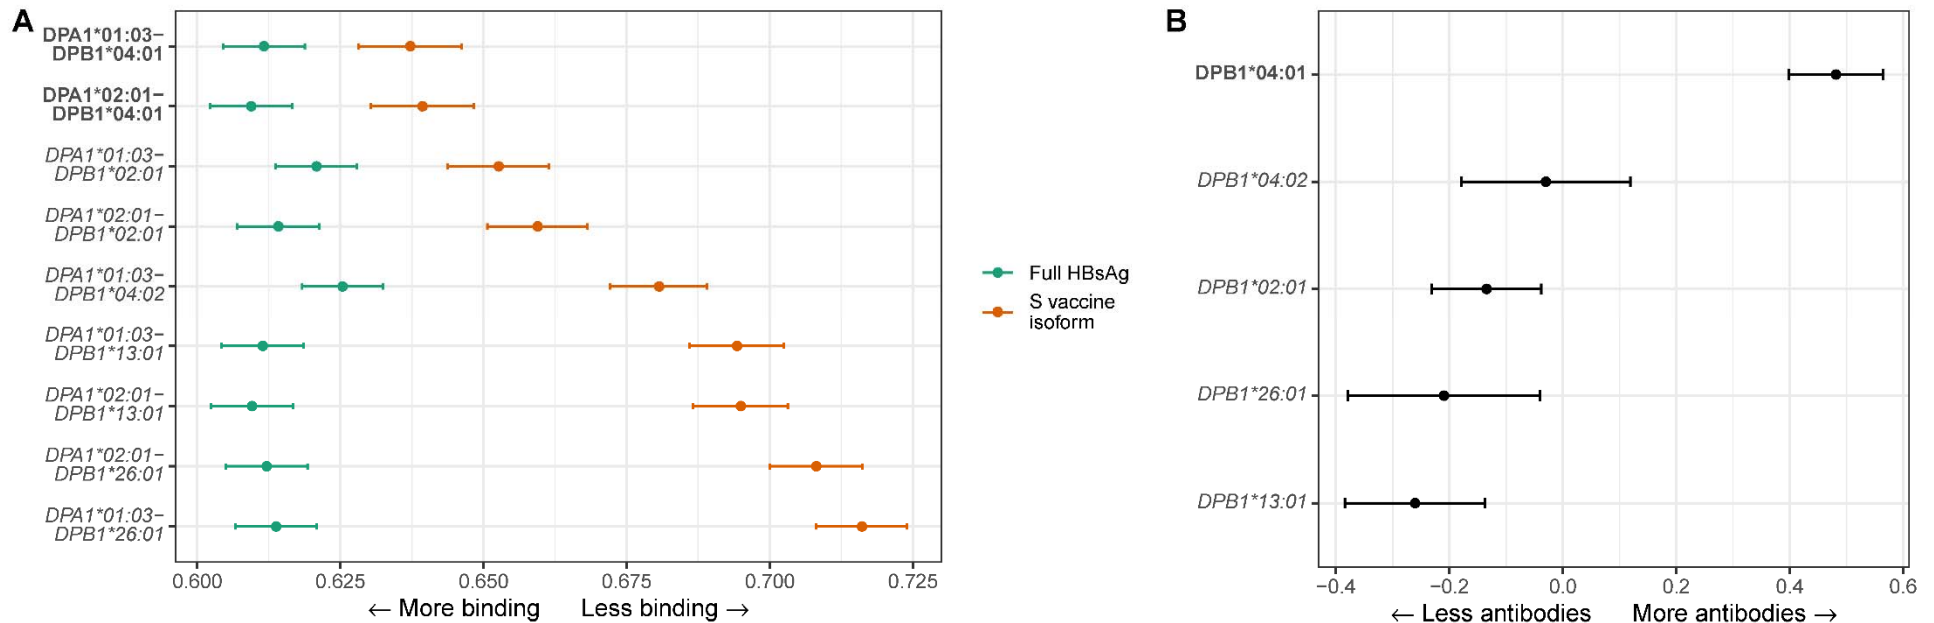 A
DPA1*01:03−
DPB1*04:01
DPA1*02:01−
DPB1*04:01
DPA1*01:03−
DPB1*02:01
DPA1*02:01−
DPB1*02:01
DPA1*01:03−
DPB1*04:02
DPA1*01:03−
DPB1*13:01
DPA1*02:01−
DPB1*13:01
DPA1*02:01−
DPB1*26:01
DPA1*01:03−
DPB1*26:01
0.600 0.625 0.650 0.675 0.700 0.725
← More binding Less binding →
Full HBsAg
S vaccine
isoform
B
DPB1*04:01
DPB1*04:02
DPB1*02:01
DPB1*26:01
DPB1*13:01
−0.4 −0.2 0.0 0.2 0.4 0.6
← Less antibodies More antibodies →